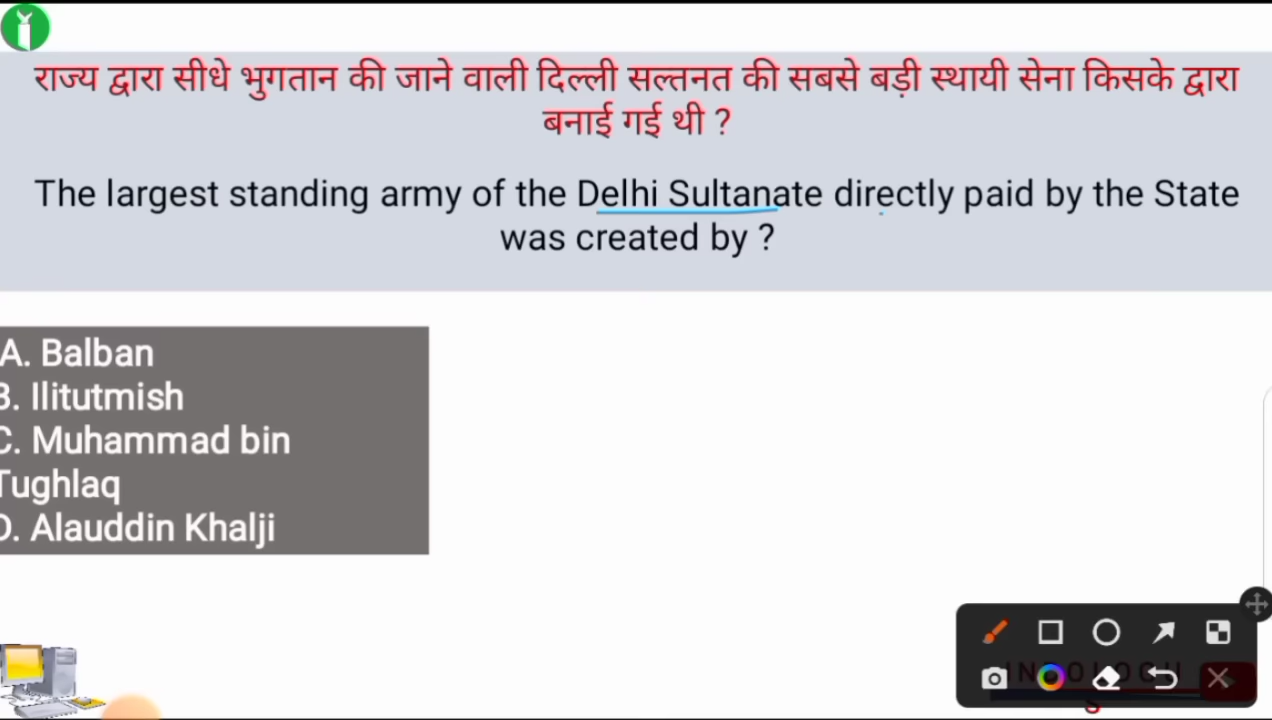 राज्य द्वारा सीधे भुगतान की जाने वाली दिल्ली सल्तनत की सबसे बड़ी स्थायी सेना किसके द्वारा
बनाई गई थी ?
The largest standing army of the Delhi Sultanate directly paid by the State
was created by ?
A. Balban
B. Ilitutmish
C. Muhammad bin
Tughlaq
D. Alauddin Khalji
INDOLOGU
S